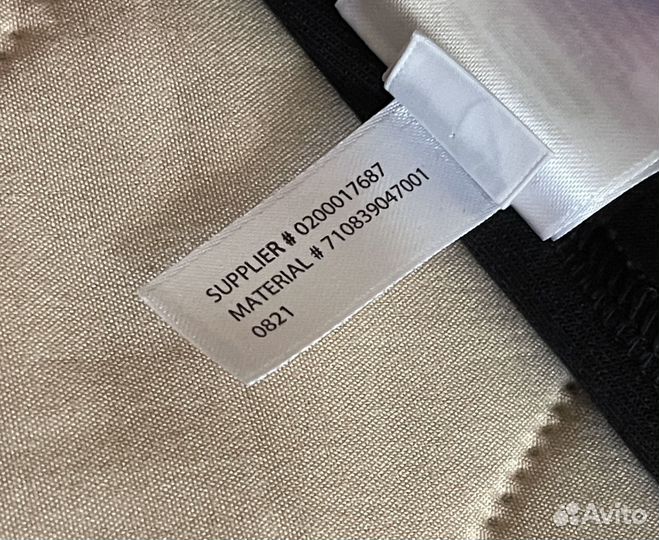 SUPPLIER # 0200017687
MATERIAL # 710839047001
0821
Avito